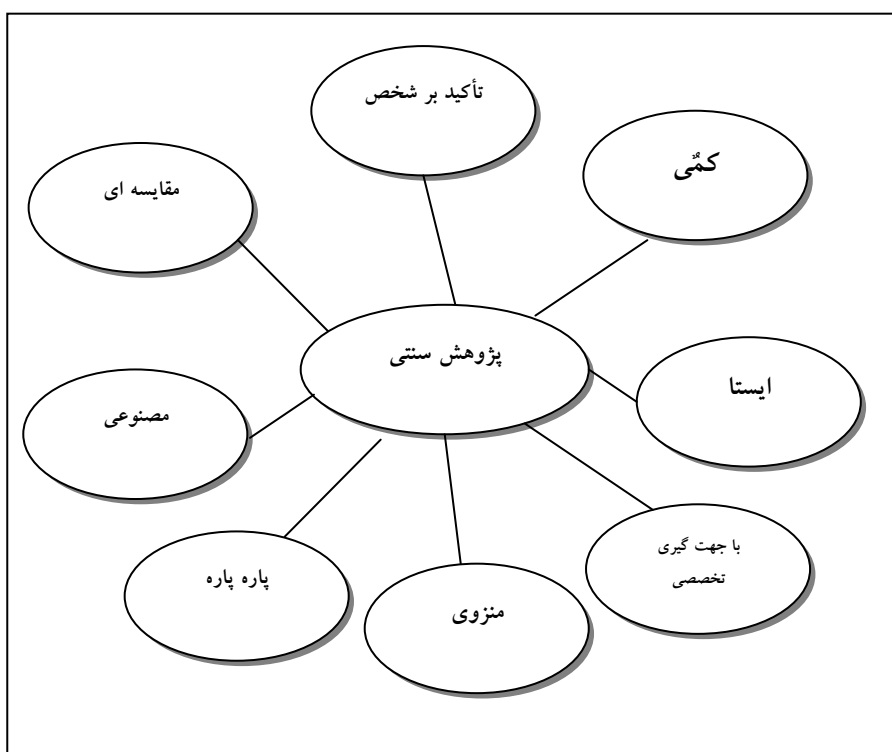 تأکید بر شخص
کمٌی
مقایسه ای
پژوهش سنتی
ایستا
مصنوعی
با جهت گیری
تخصصی
پاره پاره
منزوی